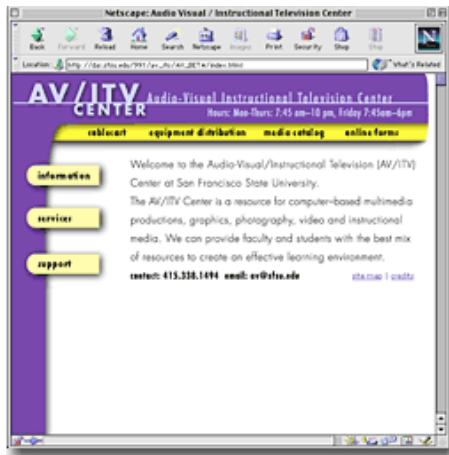 Netscape: Audio Visual / Instructional Television Center
Back Forward Reload Home Search Netscape Images Print Security Shop Stop
Location: What's Related
AV/ITV Audio-Visual Instructional Television Center
CENTER Hours: Mon-Thurs: 7:45 am–10 pm, Friday 7:45am–6pm
cablecart equipment distribution media catalog online forms
information
services
support
Welcome to the Audio-Visual/Instructional Television (AV/ITV)
Center at San Francisco State University.
The AV/ITV Center is a resource for computer-based multimedia
productions, graphics, photography, video and instructional
media. We can provide faculty and students with the best mix
of resources to create an effective learning environment.
contact: 415.338.1494 email: av@sfsu.edu site map | credits